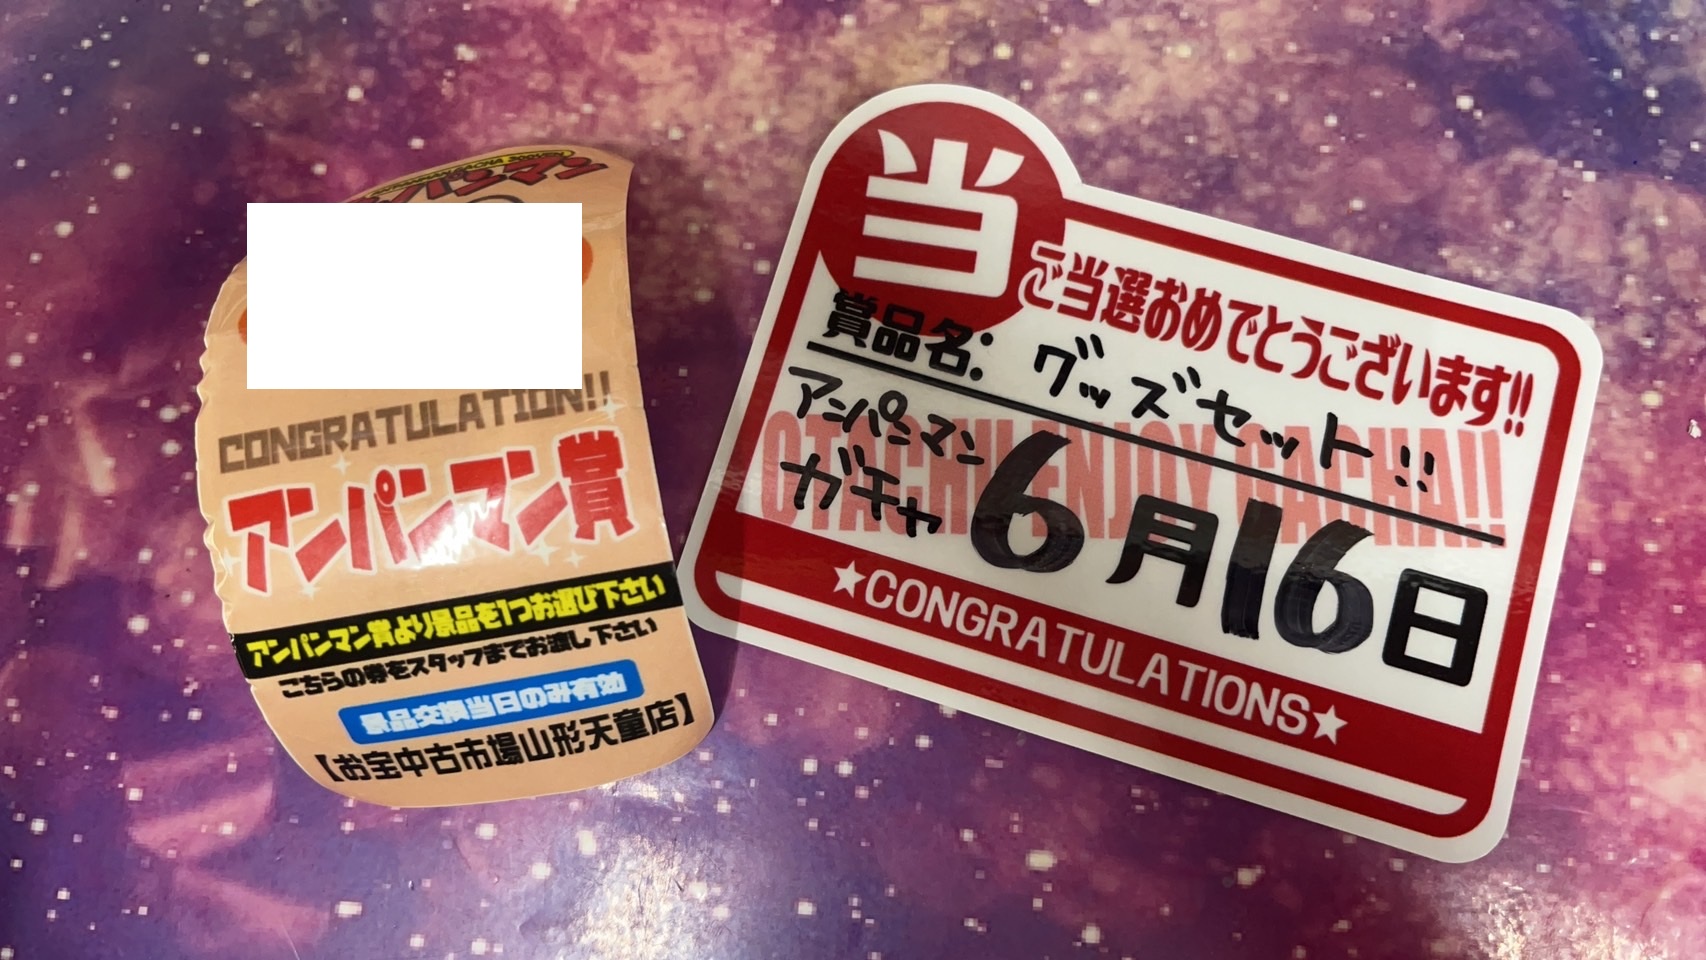 パンマン
CONGRATULATION!!
アンパンマン賞
アンパンマン賞より景品を1つお選び下さい
こちらの券をスタッフまでお渡し下さい
景品交換当日のみ有効
【お宝中古市場山形天童店】
当
ご当選おめでとうございます!!
賞品名: グッズセット!!
アンパンマン
ガチャ
6月16日
OTACHU ENJOY GACHA!!
★CONGRATULATIONS★